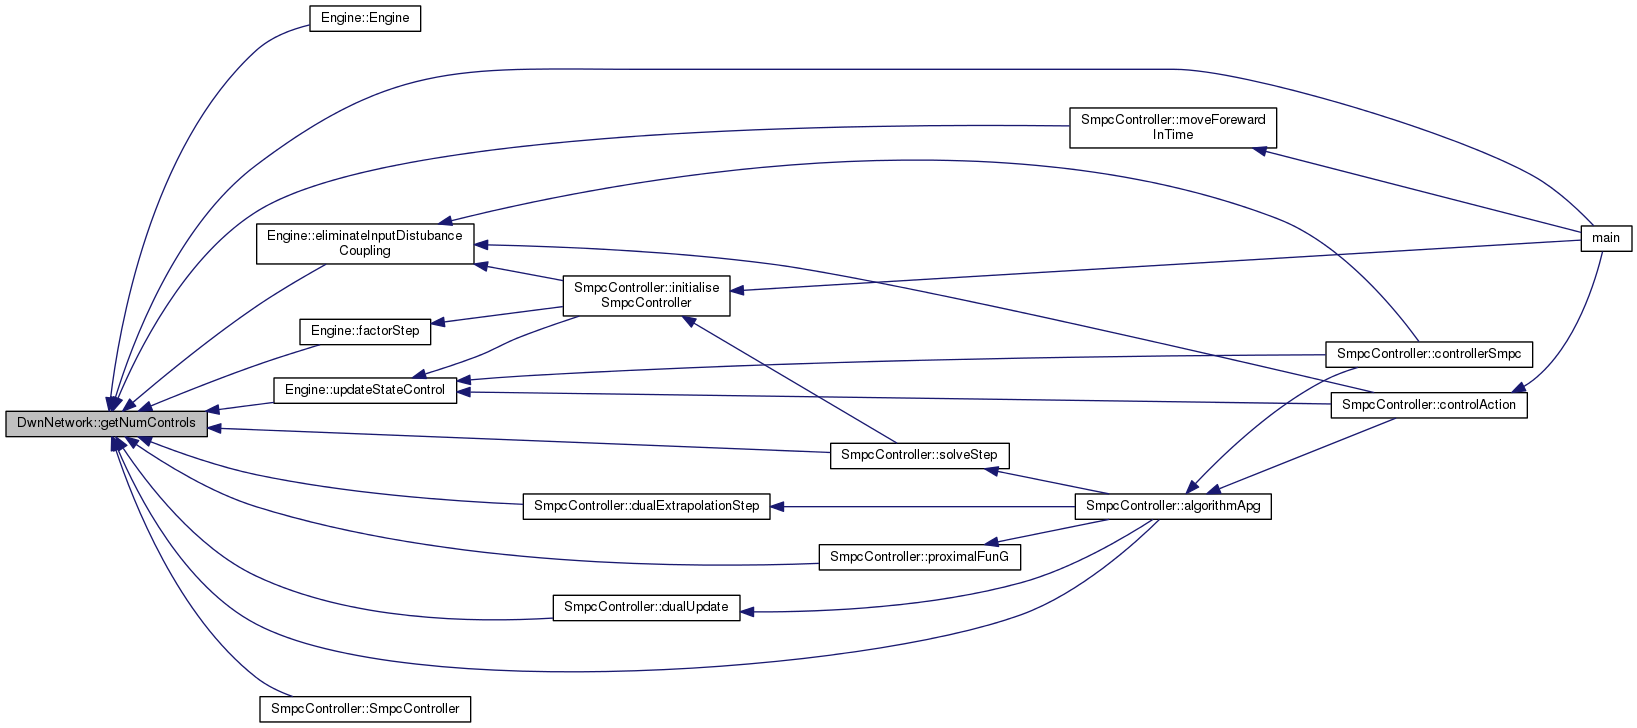 Engine::Engine
SmpcController::moveForeward
InTime
Engine::eliminateInputDistubance
Coupling
main
SmpcController::initialise
SmpcController
Engine::factorStep
SmpcController::controllerSmpc
Engine::updateStateControl
SmpcController::controlAction
DwnNetwork::getNumControls
SmpcController::solveStep
SmpcController::dualExtrapolationStep
SmpcController::algorithmApg
SmpcController::proximalFunG
SmpcController::dualUpdate
SmpcController::SmpcController